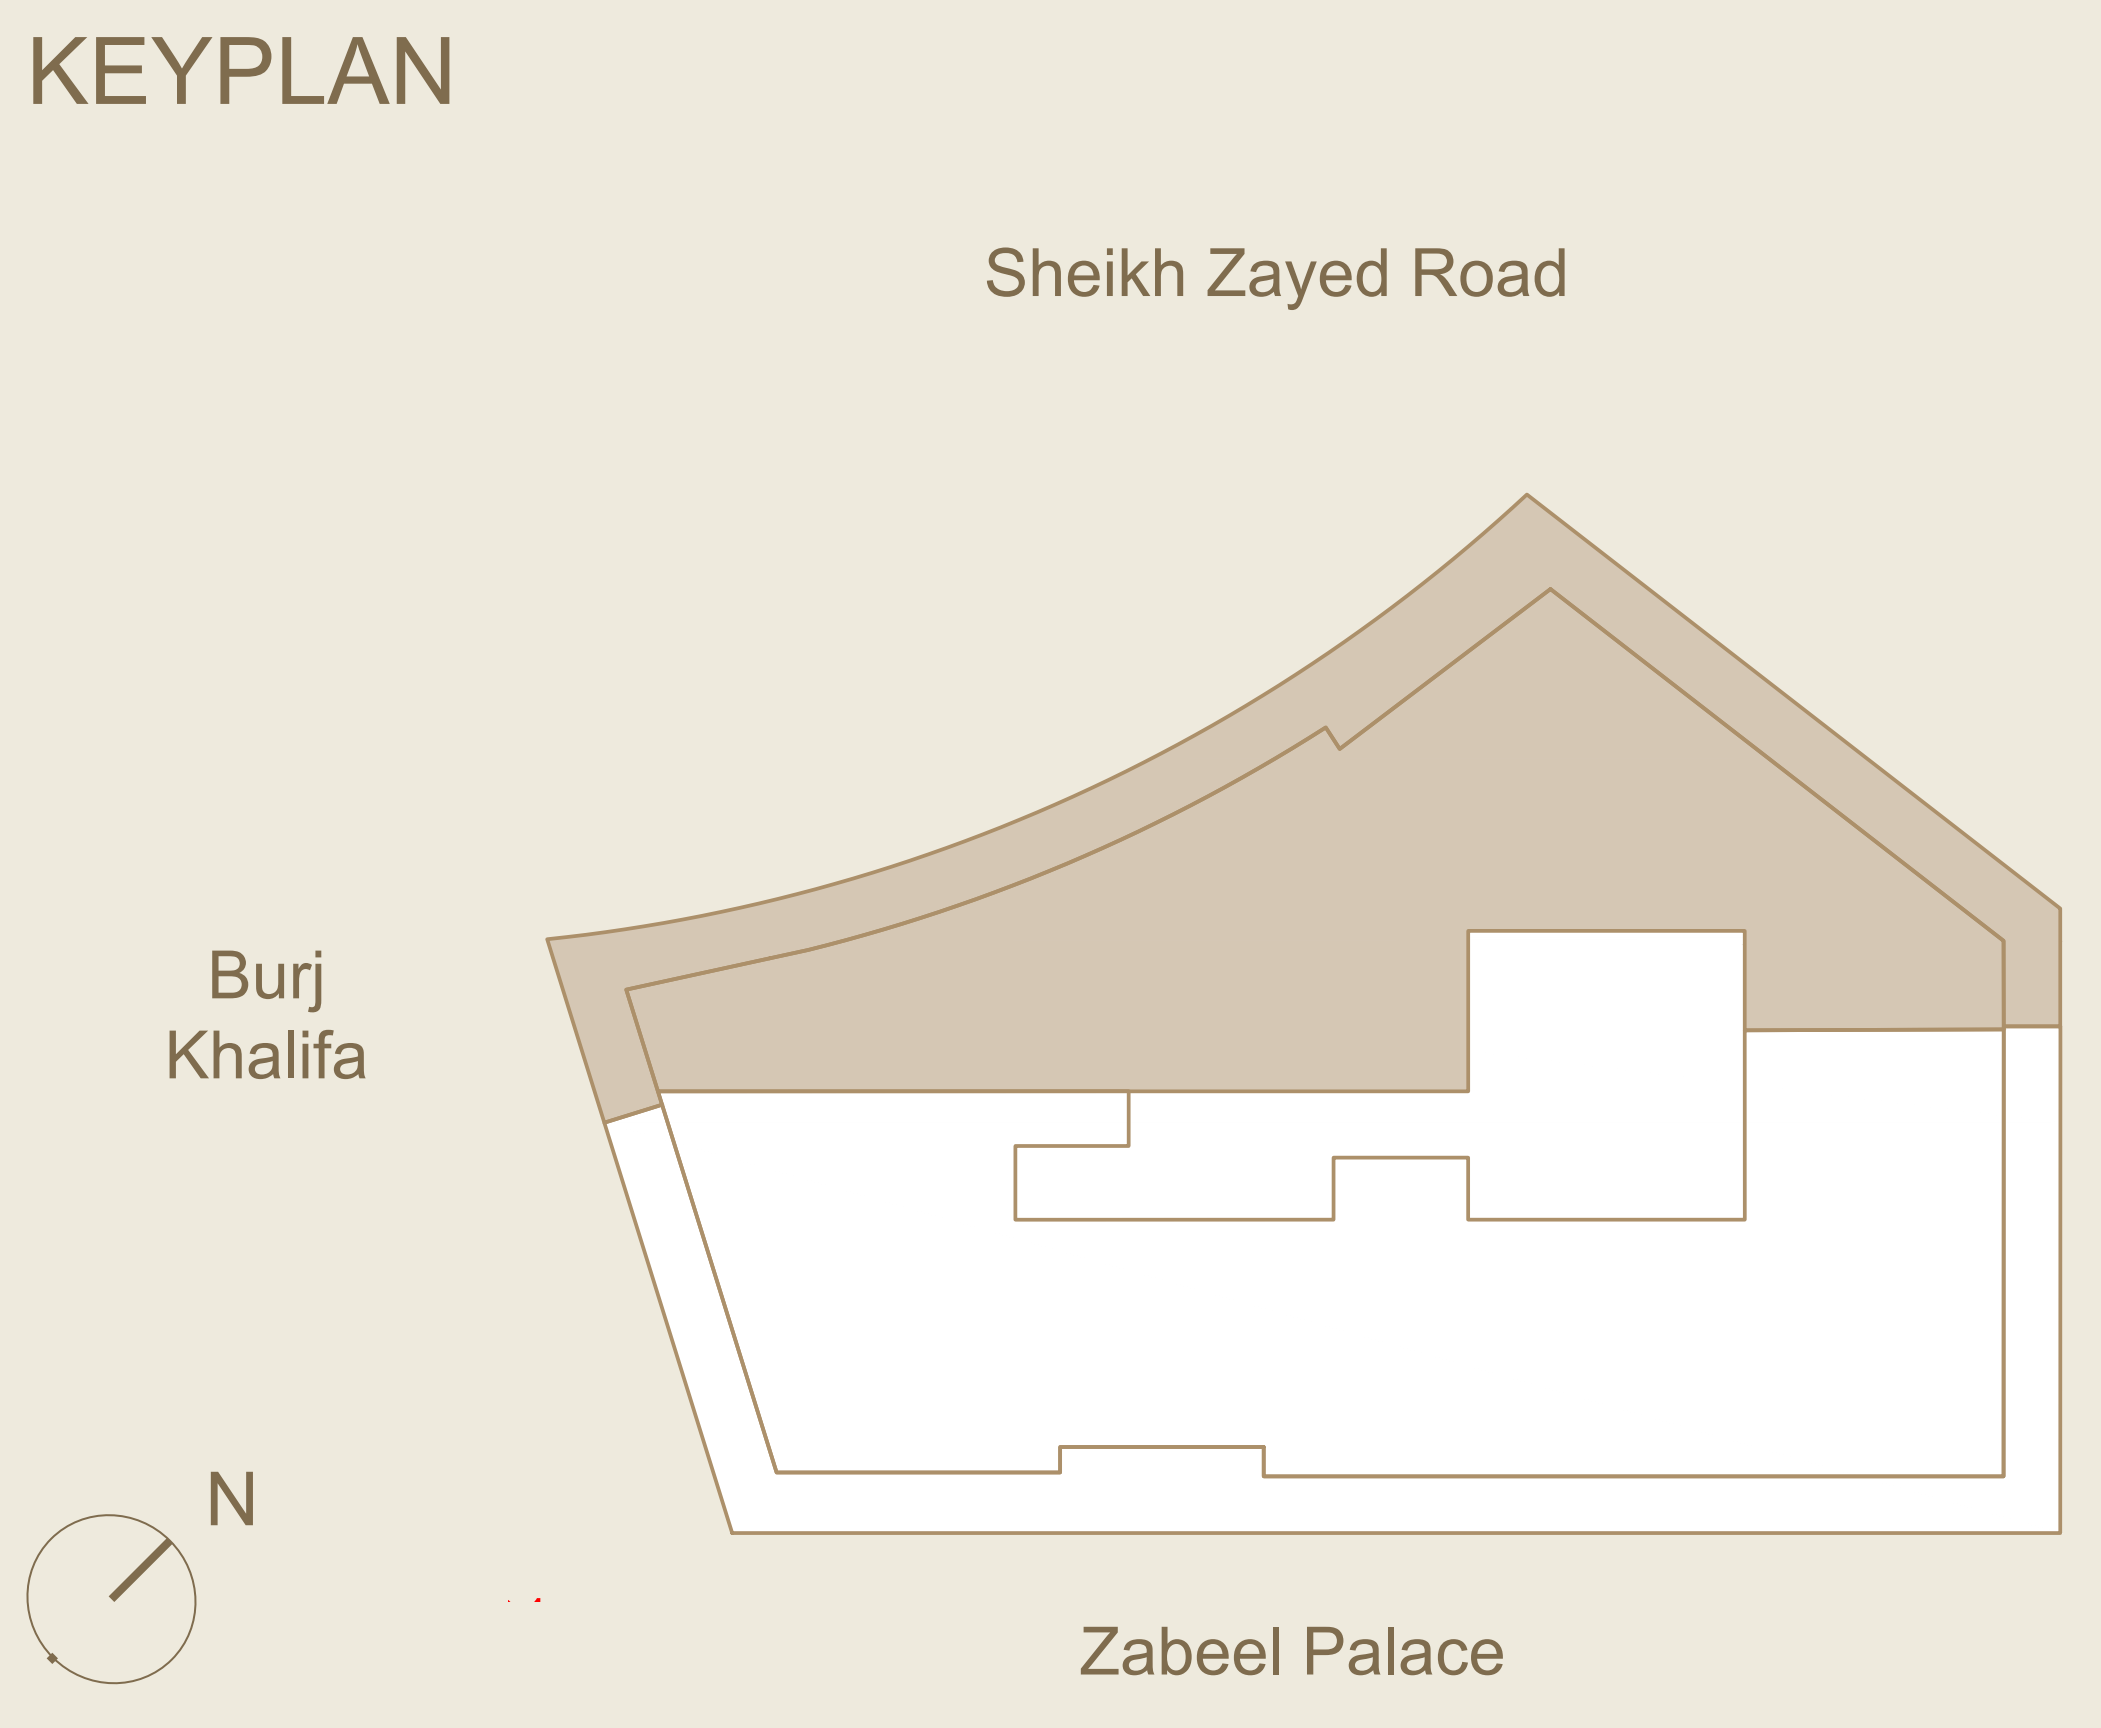 KEYPLAN
Sheikh Zayed Road
Burj
Khalifa
N
Zabeel Palace